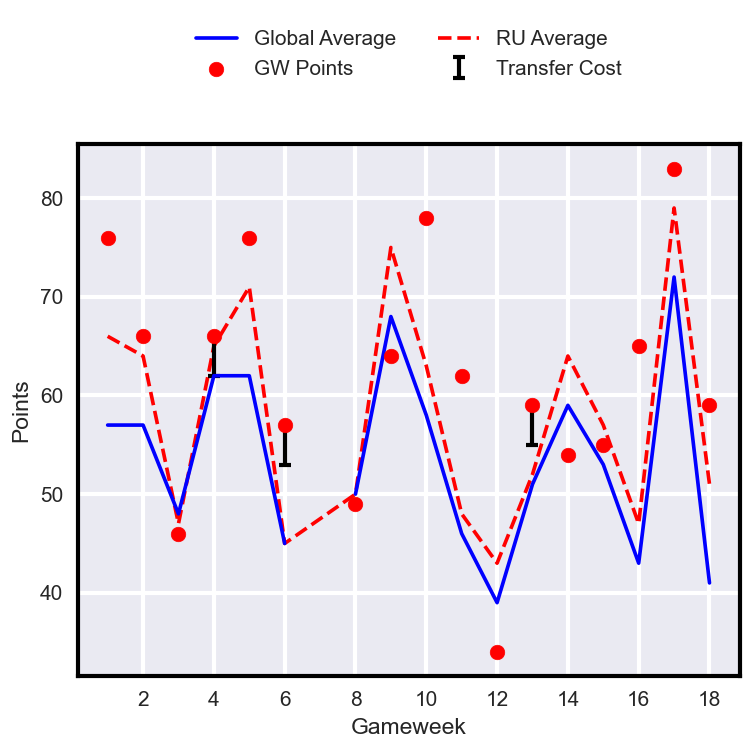 Global Average
RU Average
GW Points
Transfer Cost
80
70
60
50
40
Points
2 4 6 8 10 12 14 16 18
Gameweek